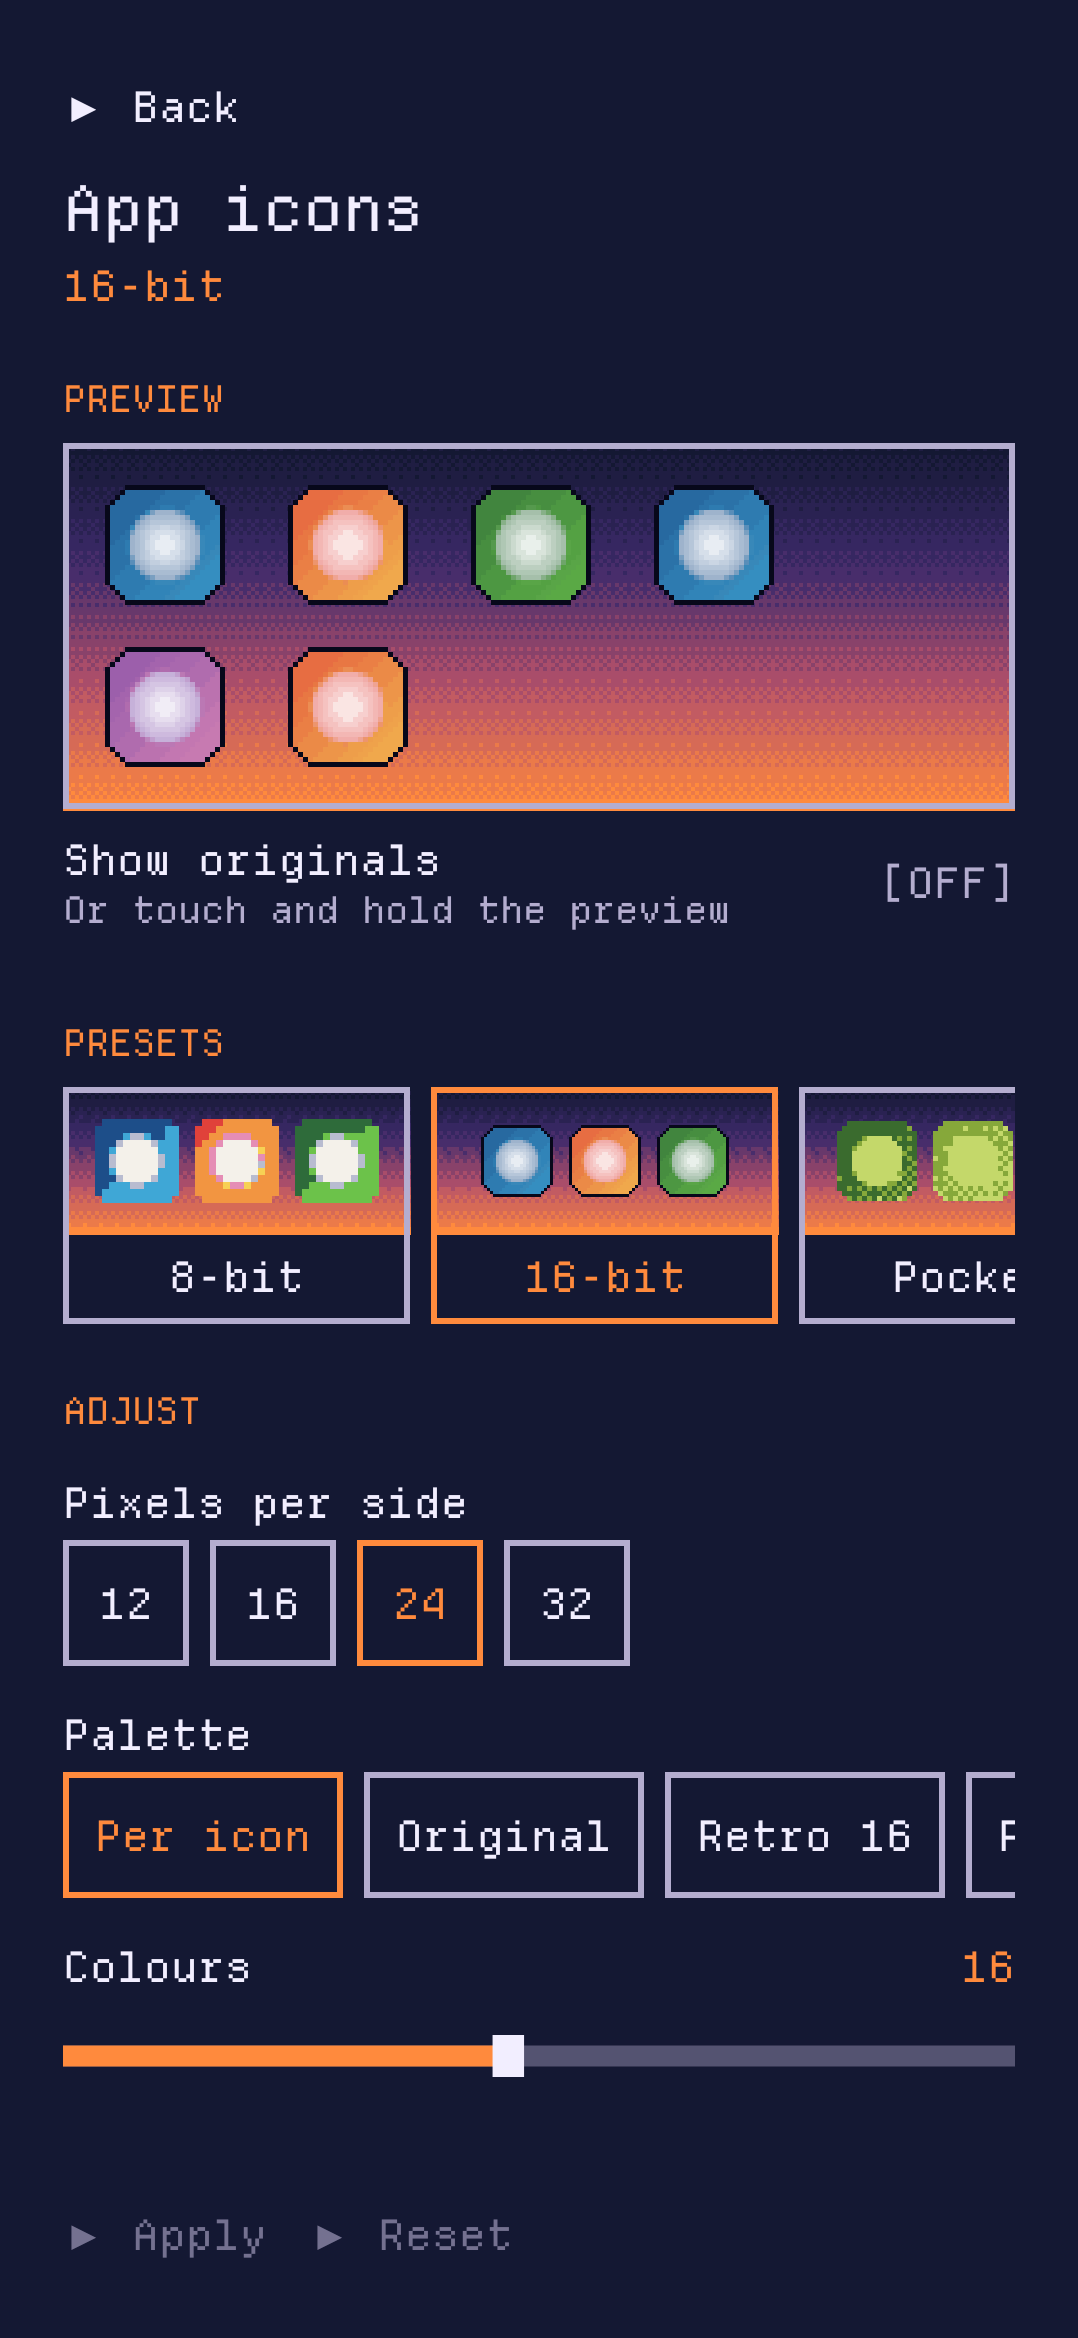 ► Back
App icons
16-bit
PREVIEW
Show originals
[OFF]
Or touch and hold the preview
PRESETS
8-bit
16-bit
Pocke
ADJUST
Pixels per side
12 16 24 32
Palette
Per icon Original Retro 16
Colours 16
► Apply ► Reset